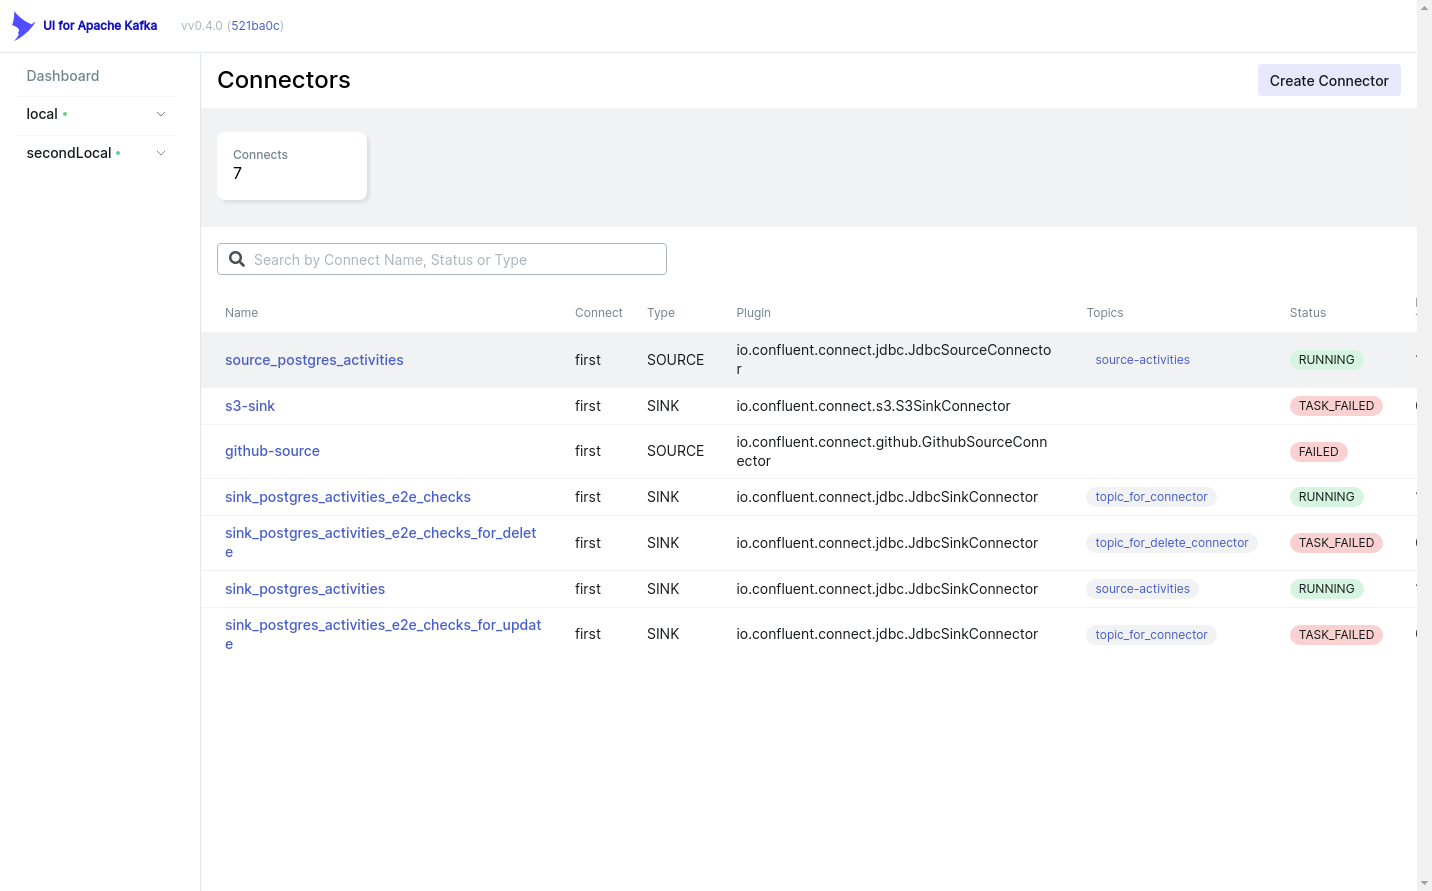 UI for Apache Kafka vv0.4.0 (521ba0c)
Dashboard
local
secondLocal
Connectors
Create Connector
Connects
7
Search by Connect Name, Status or Type
Name Connect Type Plugin Topics Status
source_postgres_activities first SOURCE io.confluent.connect.jdbc.JdbcSourceConnecto
r source-activities RUNNING
s3-sink first SINK io.confluent.connect.s3.S3SinkConnector TASK_FAILED
github-source first SOURCE io.confluent.connect.github.GithubSourceConn
ector FAILED
sink_postgres_activities_e2e_checks first SINK io.confluent.connect.jdbc.JdbcSinkConnector topic_for_connector RUNNING
sink_postgres_activities_e2e_checks_for_delet
e first SINK io.confluent.connect.jdbc.JdbcSinkConnector topic_for_delete_connector TASK_FAILED
sink_postgres_activities first SINK io.confluent.connect.jdbc.JdbcSinkConnector source-activities RUNNING
sink_postgres_activities_e2e_checks_for_updat
e first SINK io.confluent.connect.jdbc.JdbcSinkConnector topic_for_connector TASK_FAILED